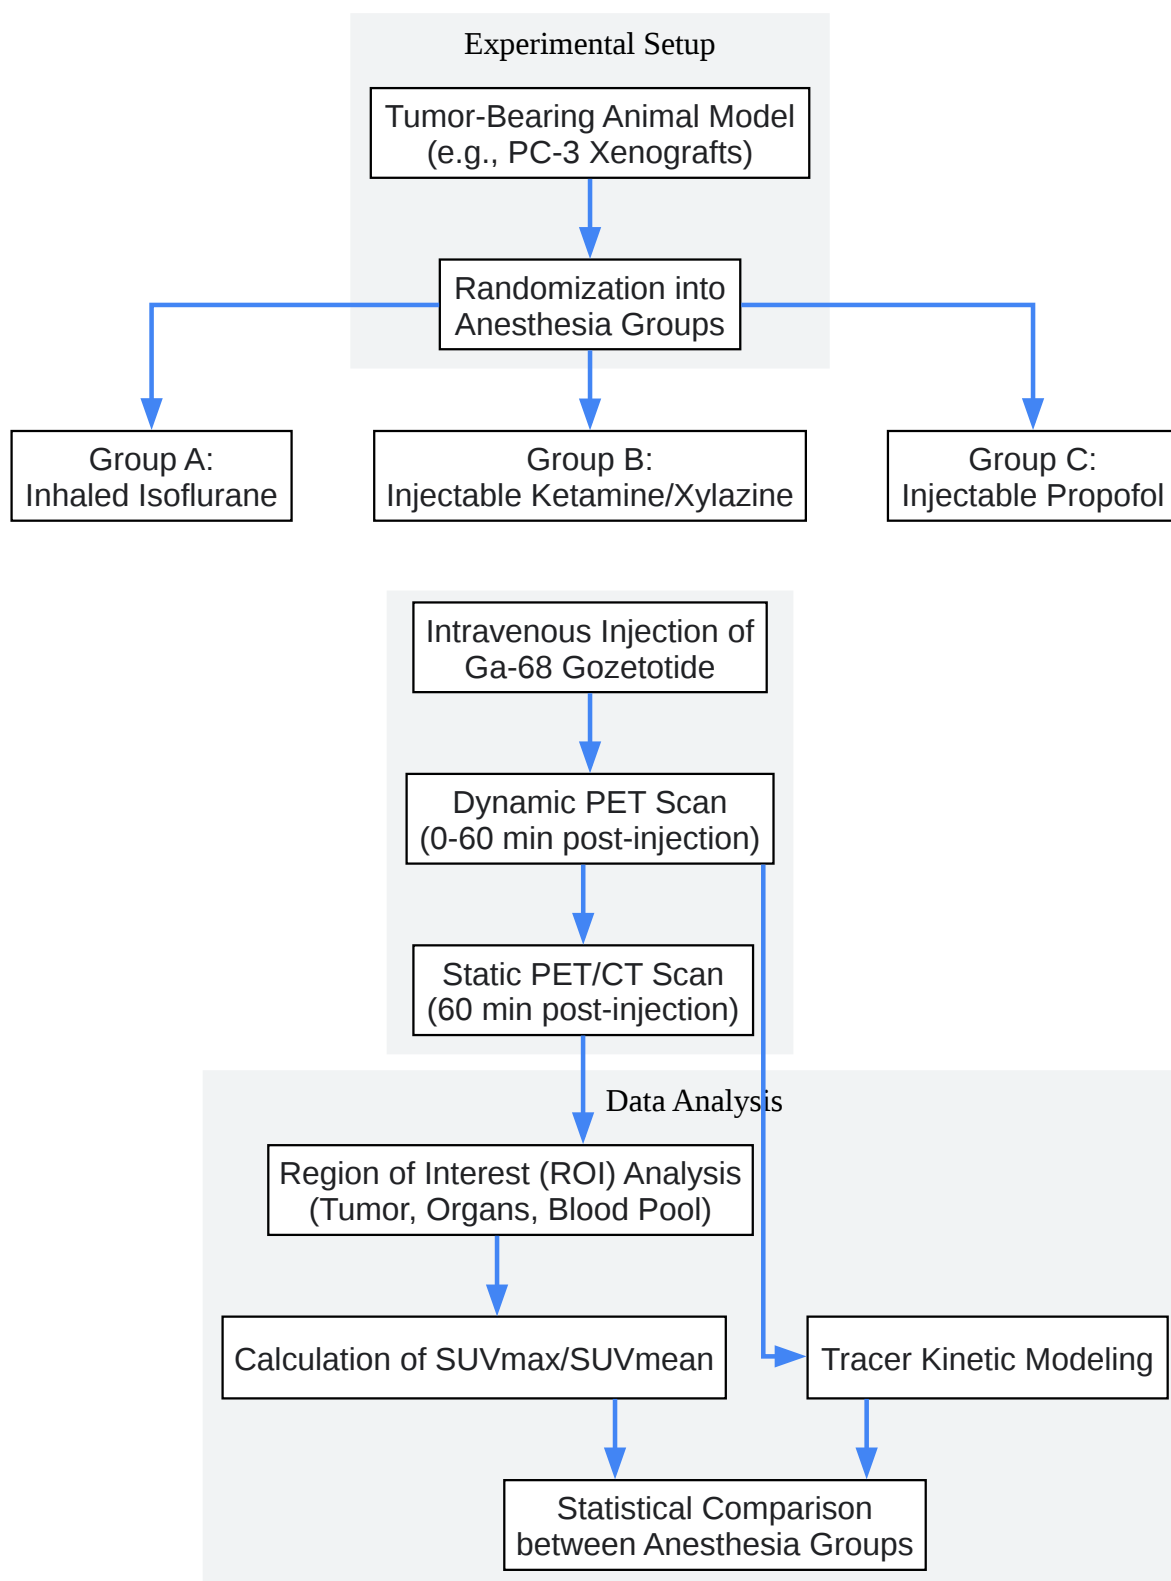 Experimental Setup
Tumor-Bearing Animal Model
(e.g., PC-3 Xenografts)
Randomization into
Anesthesia Groups
Group A:
Inhaled Isoflurane
Group B:
Injectable Ketamine/Xylazine
Group C:
Injectable Propofol
Intravenous Injection of
Ga-68 Gozetotide
Dynamic PET Scan
(0-60 min post-injection)
Static PET/CT Scan
(60 min post-injection)
Data Analysis
Region of Interest (ROI) Analysis
(Tumor, Organs, Blood Pool)
Calculation of SUVmax/SUVmean
Tracer Kinetic Modeling
Statistical Comparison
between Anesthesia Groups